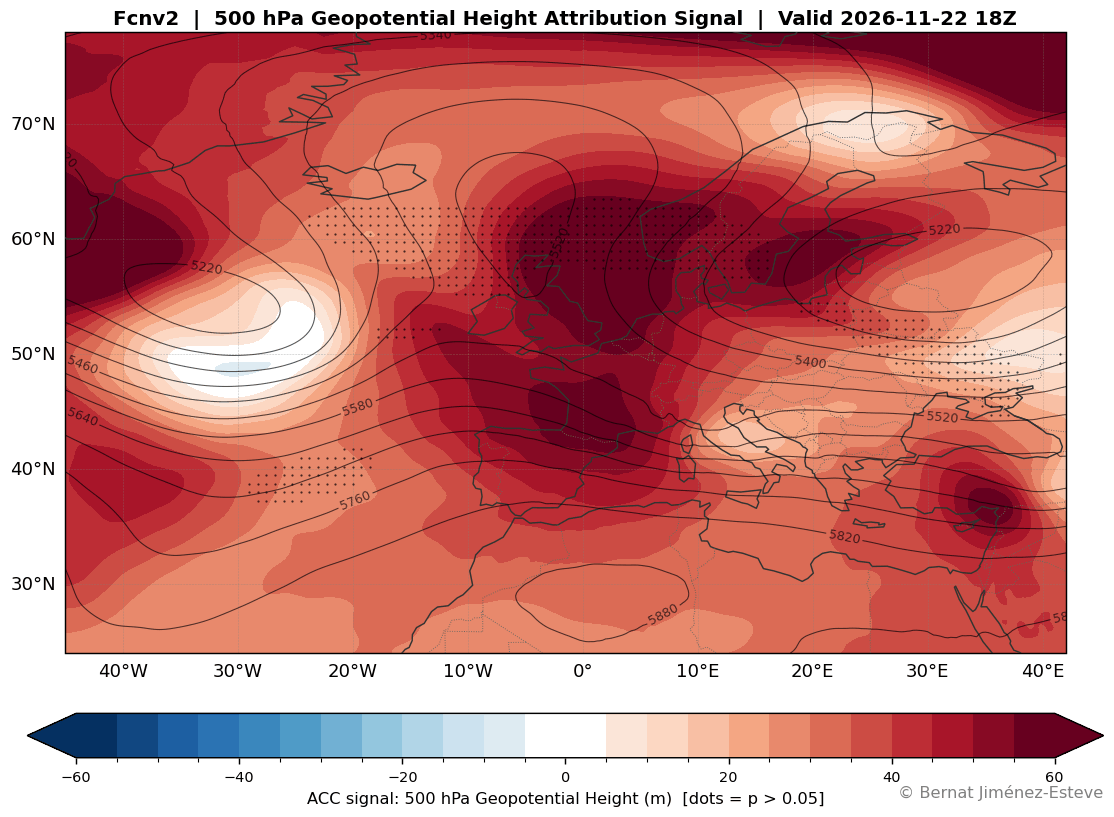 Fcnv2 | 500 hPa Geopotential Height Attribution Signal | Valid 2026-11-22 18Z
5340
70°N
60°N
50°N
40°N
30°N
5220
5220
5460
5400
5640
5580
5520
5760
5820
5880
40°W 30°W 20°W 10°W 0° 10°E 20°E 30°E 40°E
−60 −40 −20 0 20 40 60
ACC signal: 500 hPa Geopotential Height (m) [dots = p > 0.05]
© Bernat Jiménez-Esteve